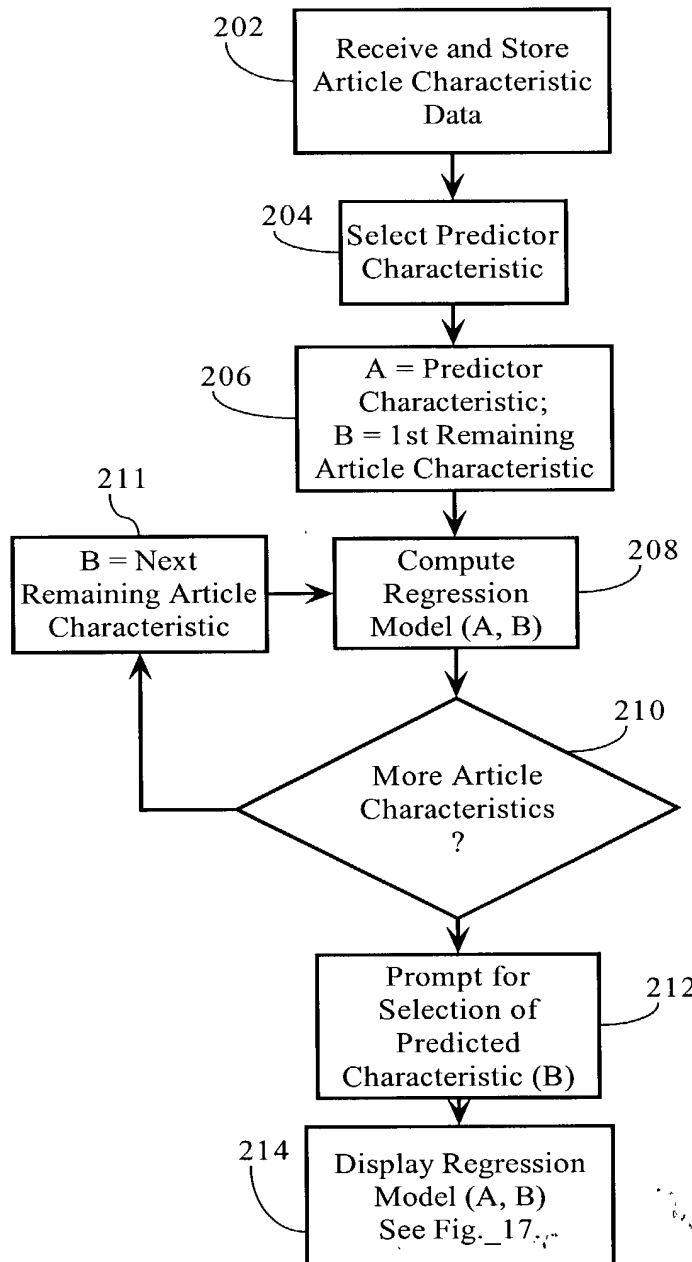 202
Receive and Store
Article Characteristic
Data
204
Select Predictor
Characteristic
206
A = Predictor
Characteristic;
B = 1st Remaining
Article Characteristic
211
B = Next
Remaining Article
Characteristic
Compute
Regression
Model (A, B)
208
210
More Article
Characteristics
?
Prompt for
Selection of
Predicted
Characteristic (B)
212
214
Display Regression
Model (A, B)
See Fig._17.